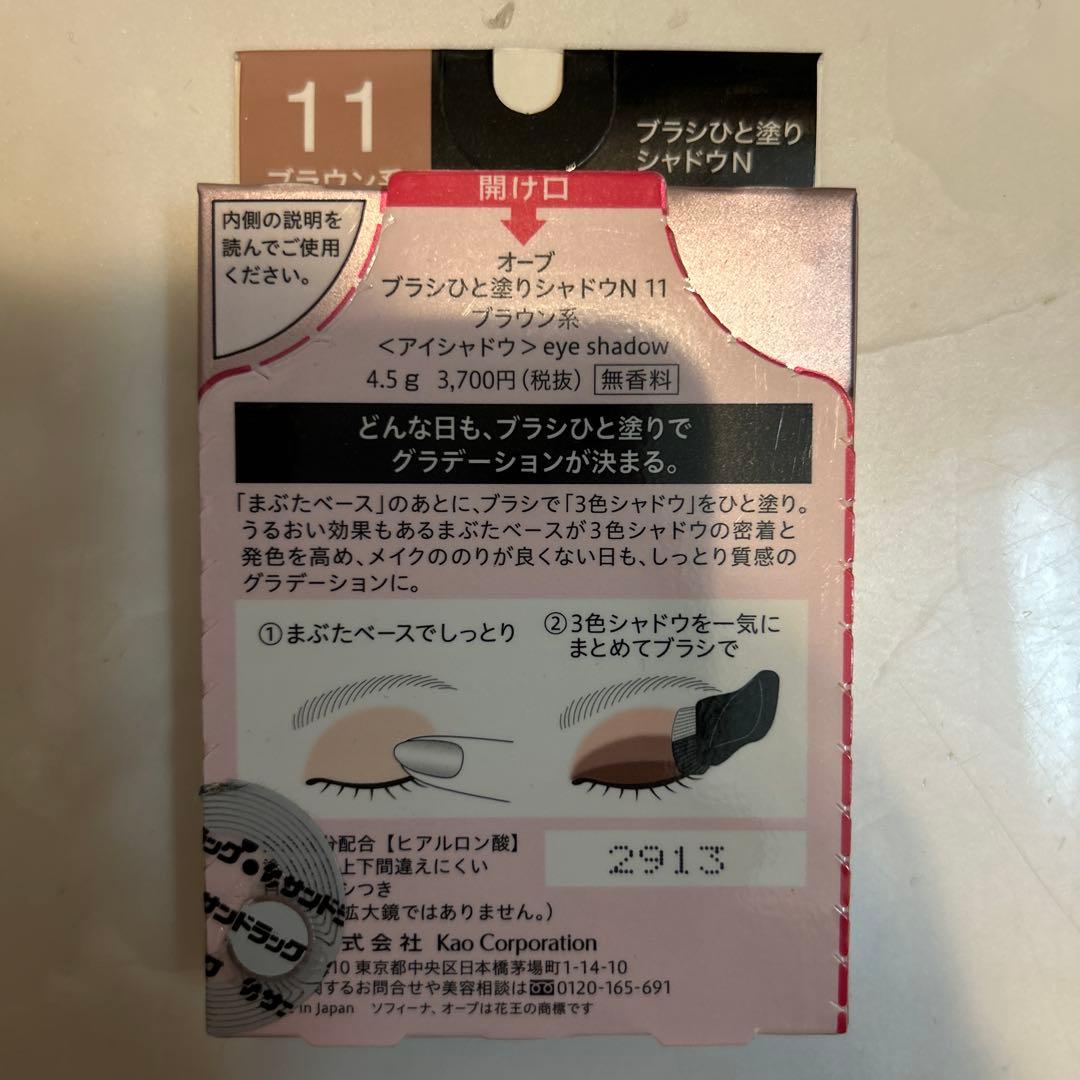 11
ブラウン系
ブラシひと塗り
シャドウN
開け口
内側の説明を
読んでご使用
ください。
オーブ
ブラシひと塗りシャドウN 11
ブラウン系
＜アイシャドウ＞eye shadow
4.5g 3,700円(税抜) 無香料
どんな日も、ブラシひと塗りで
グラデーションが決まる。
「まぶたベース」のあとに、ブラシで「3色シャドウ」をひと塗り。
うるおい効果もあるまぶたベースが3色シャドウの密着と
発色を高め、メイクののりが良くない日も、しっとり質感の
グラデーションに。
①まぶたベースでしっとり
②3色シャドウを一気に
まとめてブラシで
分配合【ヒアルロン酸】
上下間違えにくい
シつき
拡大鏡ではありません。)
2913
式会社 Kao Corporation
10 東京都中央区日本橋茅場町1-14-10
関するお問合せや美容相談は 0120-165-691
in Japan ソフィーナ、オーブは花王の商標です
ラッグ
サンド
サンドラッグ
サ